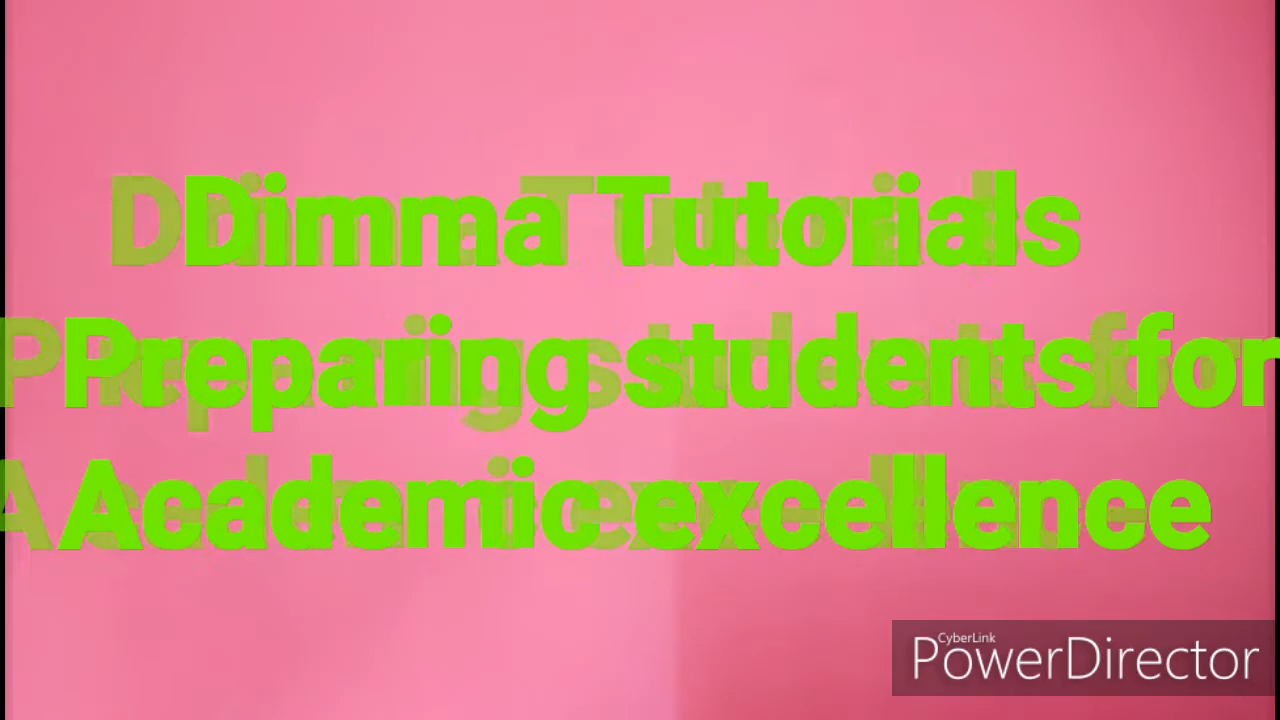 Dimma Tutorials
Preparing students for
Academic excellence
CyberLink
PowerDirector